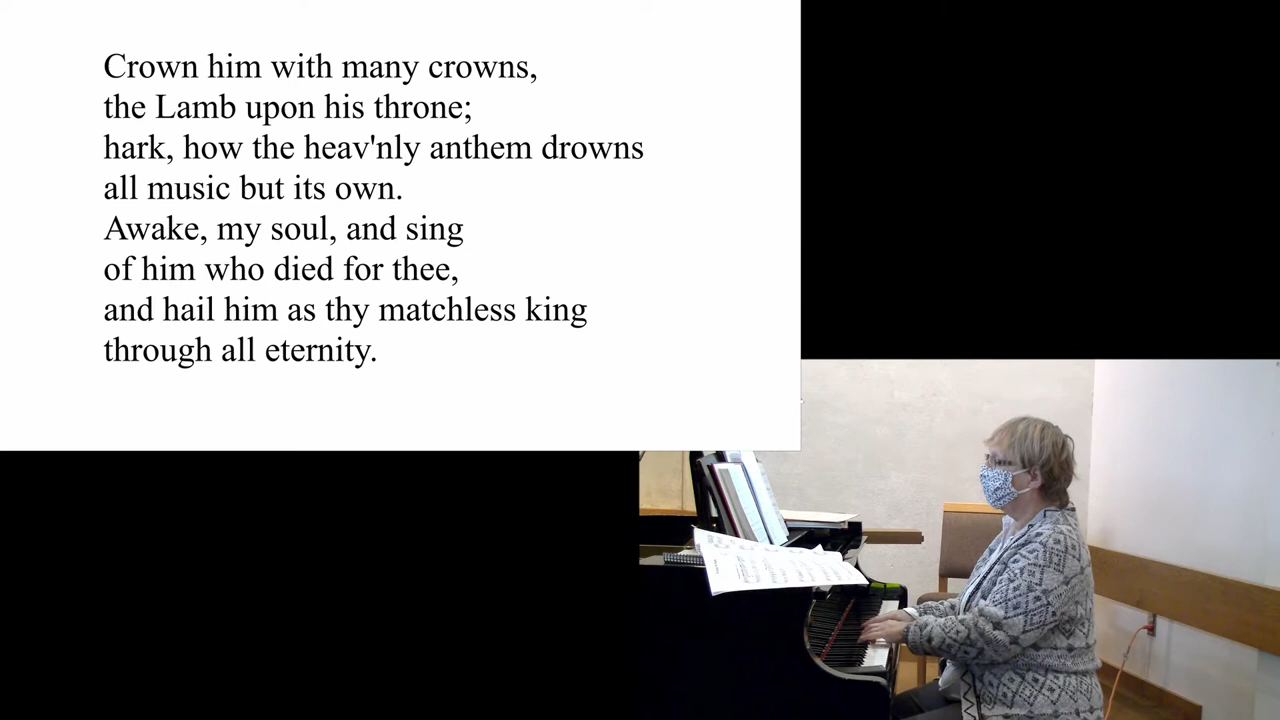 Crown him with many crowns,
the Lamb upon his throne;
hark, how the heav'nly anthem drowns
all music but its own.
Awake, my soul, and sing
of him who died for thee,
and hail him as thy matchless king
through all eternity.